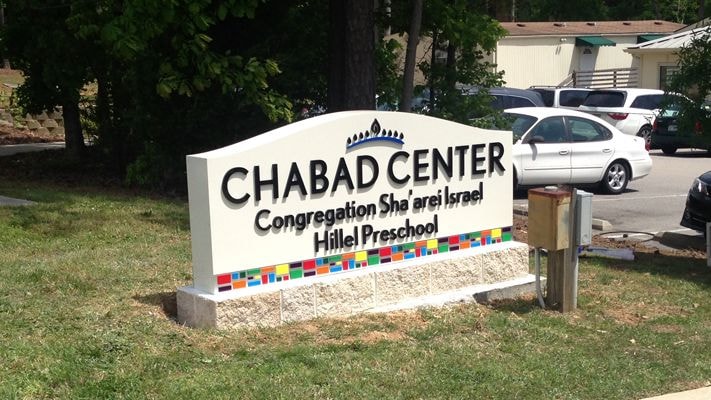 CHABAD CENTER
Congregation Sha'arei Israel
Hillel Preschool